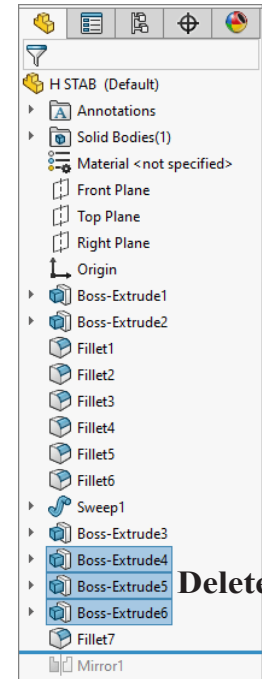 H STAB (Default)
Annotations
Solid Bodies(1)
Material <not specified>
Front Plane
Top Plane
Right Plane
Origin
Boss-Extrude1
Boss-Extrude2
Fillet1
Fillet2
Fillet3
Fillet4
Fillet5
Fillet6
Sweep1
Boss-Extrude3
Boss-Extrude4
Boss-Extrude5 Delete
Boss-Extrude6
Fillet7
Mirror1